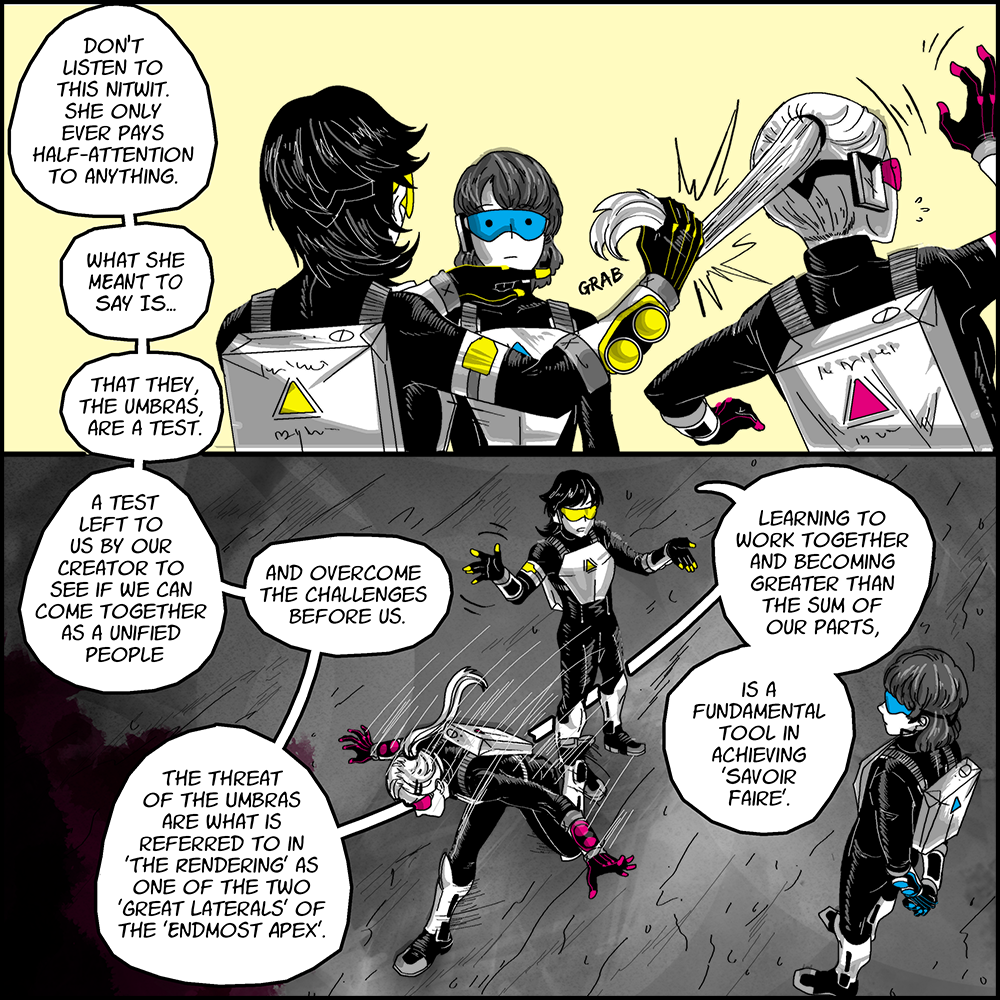 DON'T
LISTEN TO
THIS NITWIT.
SHE ONLY
EVER PAYS
HALF-ATTENTION
TO ANYTHING.
WHAT SHE
MEANT TO
SAY IS...
THAT THEY,
THE UMBRAS,
ARE A TEST.
GRAB
A TEST
LEFT TO
US BY OUR
CREATOR TO
SEE IF WE CAN
COME TOGETHER
AS A UNIFIED
PEOPLE
AND OVERCOME
THE CHALLENGES
BEFORE US.
THE THREAT
OF THE UMBRAS
ARE WHAT IS
REFERRED TO IN
'THE RENDERING' AS
ONE OF THE TWO
'GREAT LATERALS' OF
THE 'ENDMOST APEX'.
LEARNING TO
WORK TOGETHER
AND BECOMING
GREATER THAN
THE SUM OF
OUR PARTS,
IS A
FUNDAMENTAL
TOOL IN
ACHIEVING
'SAVOIR
FAIRE'.